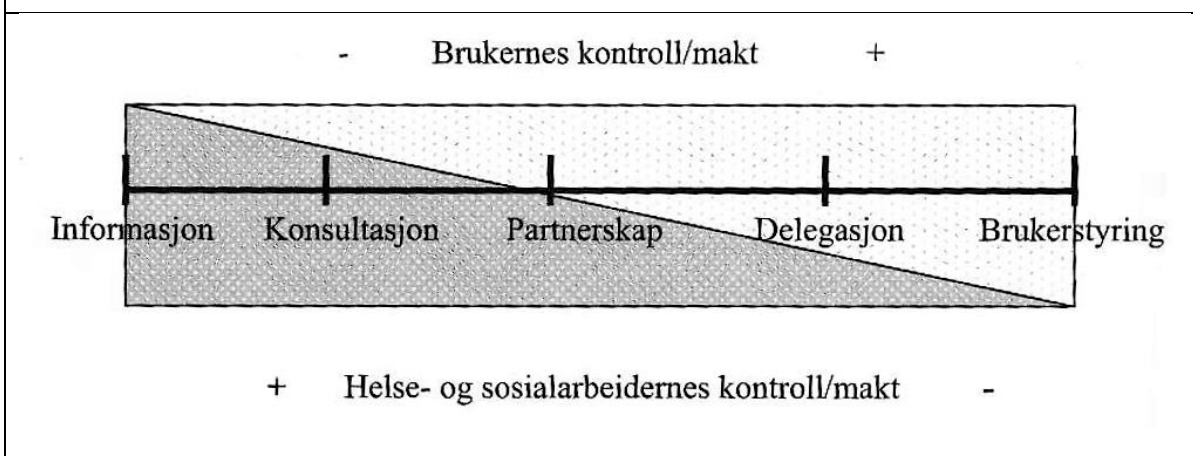 - Brukernes kontroll/makt +
Informasjon Konsultasjon Partnerskap Delegasjon Brukerstyring
+ Helse- og sosialarbeidernes kontroll/makt -